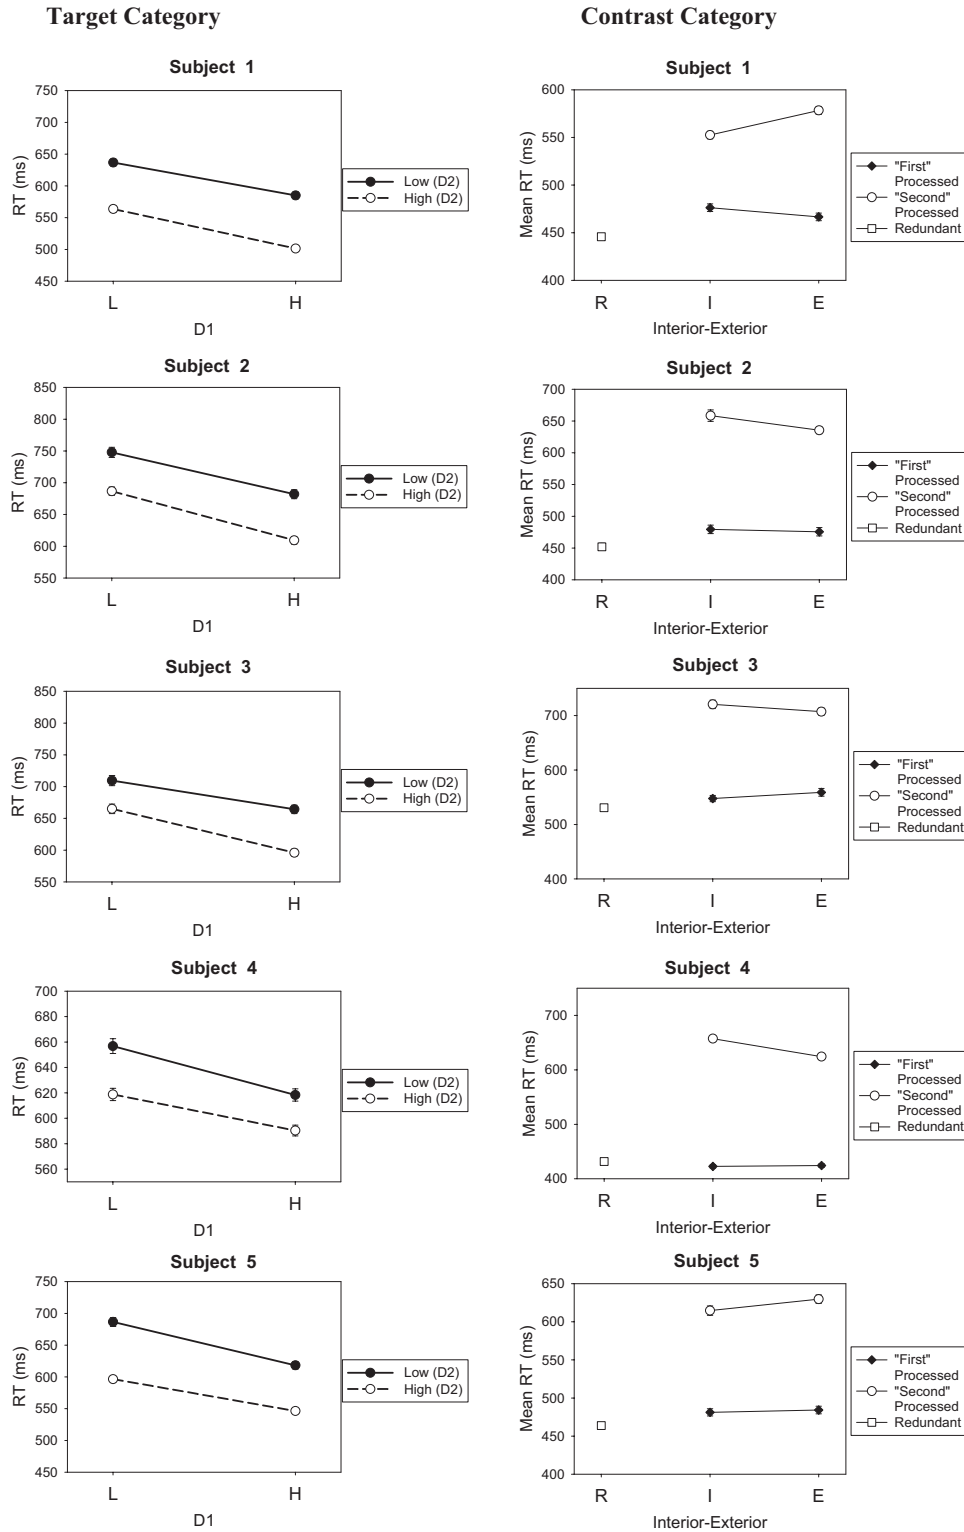 Target Category
Contrast Category
Subject 1
750
700
650
600
550
500
450
RT (ms)
L
H
D1
Low (D2)
High (D2)
Subject 1
600
550
500
450
400
Mean RT (ms)
R
I
E
Interior-Exterior
"First"
Processed
"Second"
Processed
Redundant
Subject 2
850
800
750
700
650
600
550
RT (ms)
L
H
D1
Low (D2)
High (D2)
Subject 2
700
650
600
550
500
450
400
Mean RT (ms)
R
I
E
Interior-Exterior
"First"
Processed
"Second"
Processed
Redundant
Subject 3
850
800
750
700
650
600
550
RT (ms)
L
H
D1
Low (D2)
High (D2)
Subject 3
700
600
500
400
Mean RT (ms)
R
I
E
Interior-Exterior
"First"
Processed
"Second"
Processed
Redundant
Subject 4
700
680
660
640
620
600
580
560
RT (ms)
L
H
D1
Low (D2)
High (D2)
Subject 4
700
600
500
400
Mean RT (ms)
R
I
E
Interior-Exterior
"First"
Processed
"Second"
Processed
Redundant
Subject 5
750
700
650
600
550
500
450
RT (ms)
L
H
D1
Low (D2)
High (D2)
Subject 5
650
600
550
500
450
400
Mean RT (ms)
R
I
E
Interior-Exterior
"First"
Processed
"Second"
Processed
Redundant